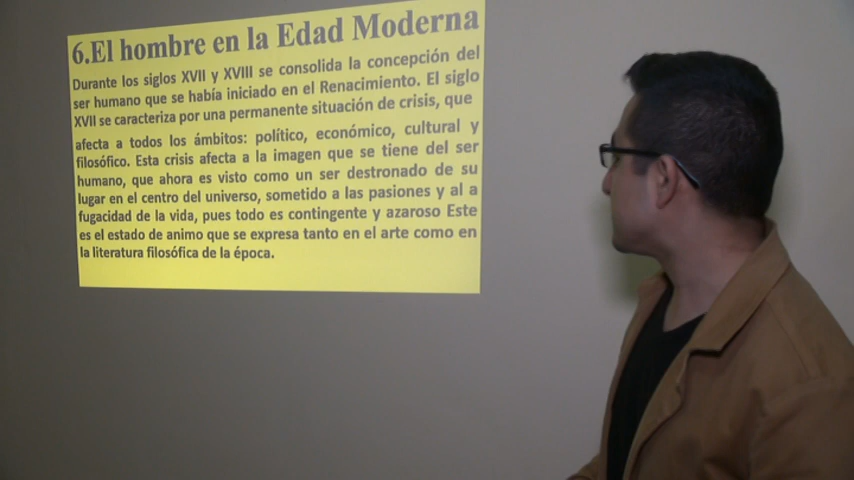 6.El hombre en la Edad Moderna
Durante los siglos XVII y XVIII se consolida la concepción del
ser humano que se había iniciado en el Renacimiento. El siglo
XVII se caracteriza por una permanente situación de crisis, que
afecta a todos los ámbitos: político, económico, cultural y
filosófico. Esta crisis afecta a la imagen que se tiene del ser
humano, que ahora es visto como un ser destronado de su
lugar en el centro del universo, sometido a las pasiones y al a
fugacidad de la vida, pues todo es contingente y azaroso Este
es el estado de animo que se expresa tanto en el arte como en
la literatura filosófica de la época.